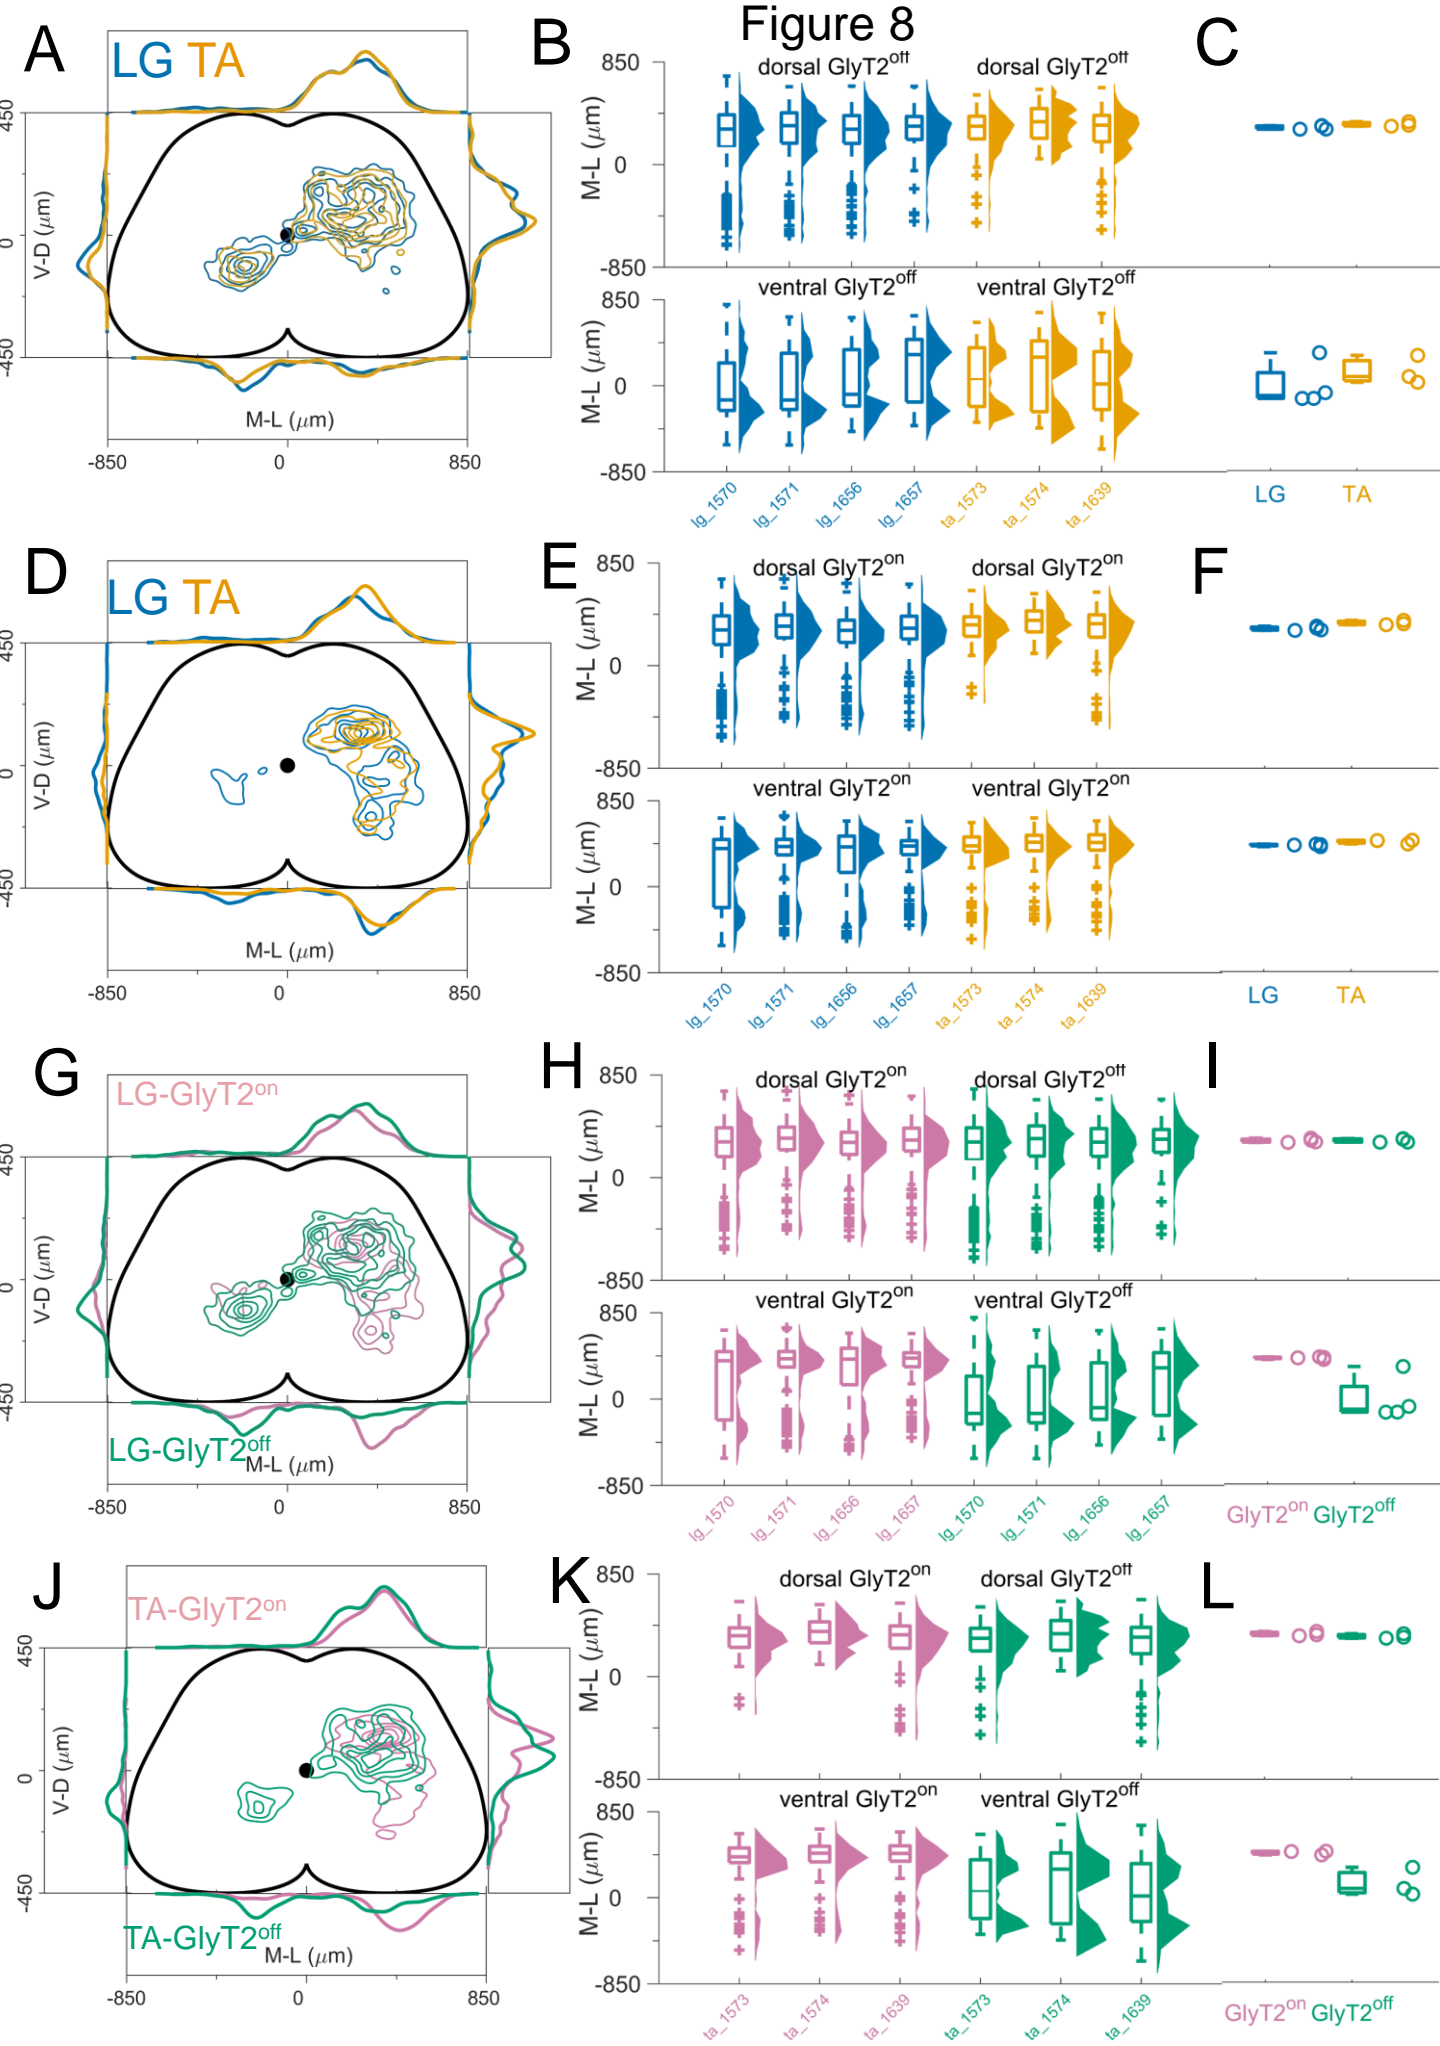 Figure 8
A
LG TA
450
0
-450
V-D (μm)
M-L (μm)
-850 0 850
B
dorsal GlyT2off dorsal GlyT2off
850
0
-850
M-L (μm)
ventral GlyT2off ventral GlyT2off
850
0
-850
M-L (μm)
lg_1570 lg_1571 lg_1656 lg_1657 ta_1573 ta_1574 ta_1639
C
LG TA
D
LG TA
450
0
-450
V-D (μm)
M-L (μm)
-850 0 850
E
dorsal GlyT2on dorsal GlyT2on
850
0
-850
M-L (μm)
ventral GlyT2on ventral GlyT2on
850
0
-850
M-L (μm)
lg_1570 lg_1571 lg_1656 lg_1657 ta_1573 ta_1574 ta_1639
F
LG TA
G
LG-GlyT2on
450
0
-450
V-D (μm)
LG-GlyT2off
M-L (μm)
-850 0 850
H
dorsal GlyT2on dorsal GlyT2off
850
0
-850
M-L (μm)
ventral GlyT2on ventral GlyT2off
850
0
-850
M-L (μm)
lg_1570 lg_1571 lg_1656 lg_1657 lg_1570 lg_1571 lg_1656 lg_1657
I
GlyT2on GlyT2off
J
TA-GlyT2on
450
0
-450
V-D (μm)
TA-GlyT2off
M-L (μm)
-850 0 850
K
dorsal GlyT2on dorsal GlyT2off
850
0
-850
M-L (μm)
ventral GlyT2on ventral GlyT2off
850
0
-850
M-L (μm)
ta_1573 ta_1574 ta_1639 ta_1573 ta_1574 ta_1639
L
GlyT2on GlyT2off